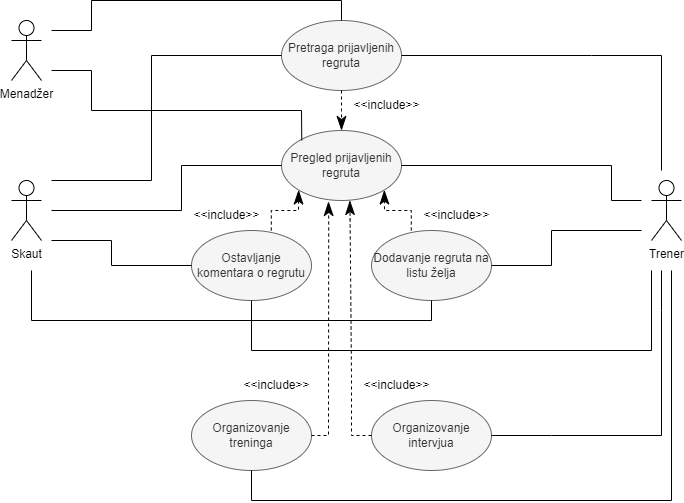 Pretraga prijavljenih
regruta
Menadžer
<<include>>
Pregled prijavljenih
regruta
<<include>>
<<include>>
Skaut
Ostavljanje
komentara o regrutu
Dodavanje regruta na
listu želja
Trener
<<include>>
<<include>>
Organizovanje
treninga
Organizovanje
intervjua